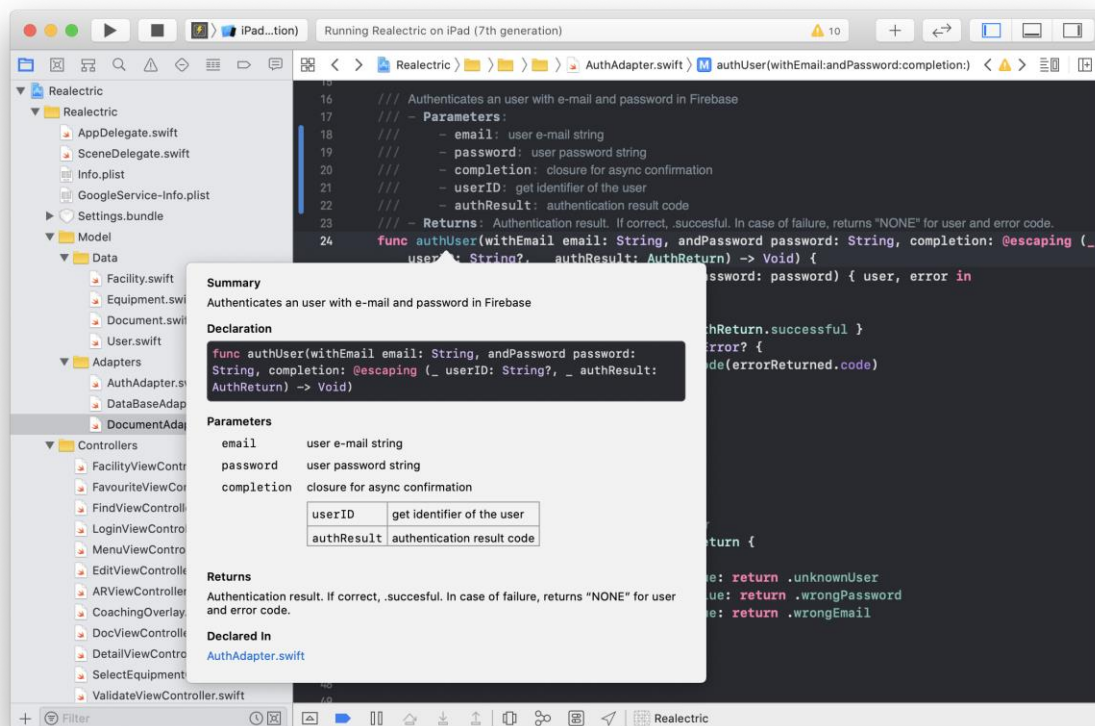 iPad...tion)
Running Realectric on iPad (7th generation)
10
Realectric
AuthAdapter.swift
M authUser(withEmail:andPassword:completion:)
Realectric
Realectric
AppDelegate.swift
SceneDelegate.swift
Info.plist
GoogleService-Info.plist
Settings.bundle
Model
Data
Facility.swift
Equipment.swi
Document.swif
User.swift
Adapters
AuthAdapter.sw
DataBaseAdap
DocumentAdap
Controllers
FacilityViewContr
FavouriteViewCor
FindViewControll
LoginViewContro
MenuViewContro
EditViewControlle
ARViewController
CoachingOverlay.
DocViewControlle
DetailViewContro
SelectEquipment
ValidateViewController.swift
Filter
15
16 /// Authenticates an user with e-mail and password in Firebase
17 /// - Parameters:
18 ///     - email: user e-mail string
19 ///     - password: user password string
20 ///     - completion: closure for async confirmation
21 ///     - userID: get identifier of the user
22 ///     - authResult: authentication result code
23 /// - Returns: Authentication result. If correct, .succesful. In case of failure, returns "NONE" for user and error code.
24 func authUser(withEmail email: String, andPassword password: String, completion: @escaping (_
String?, _ authResult: AuthReturn) -> Void) {
ssword: password) { user, error in
hReturn.successful }
rror? {
de(errorReturned.code)
turn {
e: return .unknownUser
ue: return .wrongPassword
e: return .wrongEmail
48
49
Summary
Authenticates an user with e-mail and password in Firebase
Declaration
func authUser(withEmail email: String, andPassword password:
String, completion: @escaping (_ userID: String?, _ authResult:
AuthReturn) -> Void)
Parameters
email user e-mail string
password user password string
completion closure for async confirmation
userID get identifier of the user
authResult authentication result code
Returns
Authentication result. If correct, .succesful. In case of failure, returns "NONE" for user
and error code.
Declared In
AuthAdapter.swift
Realectric